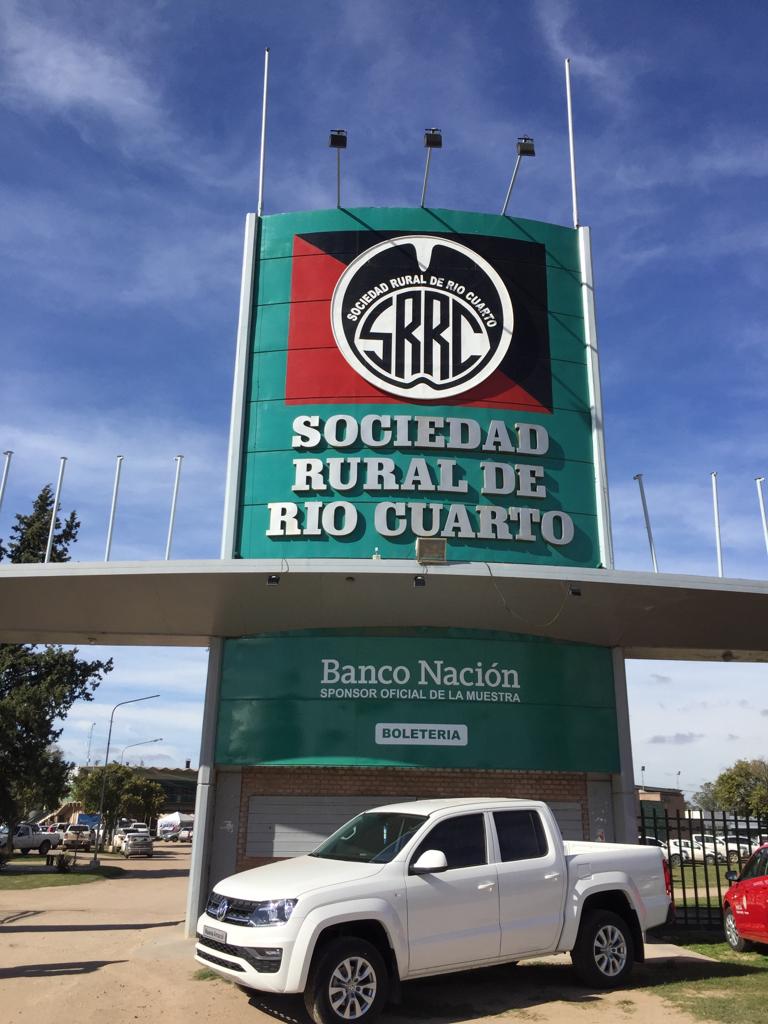 SOCIEDAD RURAL DE RIO CUARTO
SRRC
SOCIEDAD
RURAL DE
RIO CUARTO
Banco Nación
SPONSOR OFICIAL DE LA MUESTRA
BOLETERIA